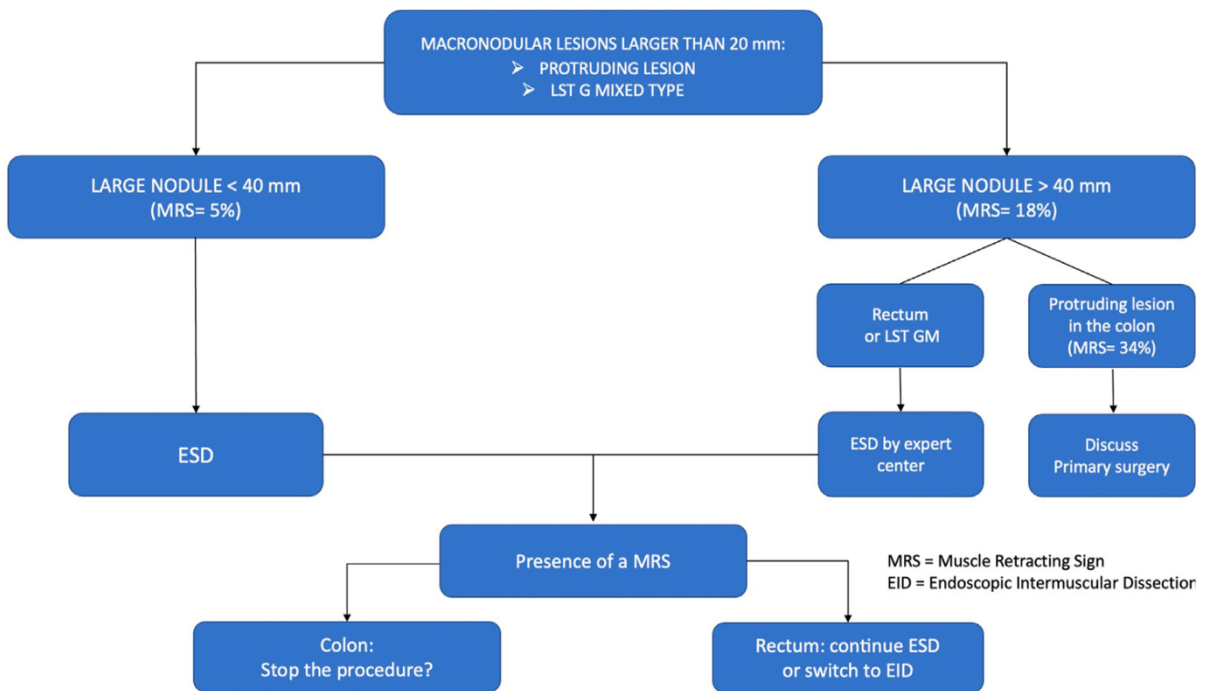 MACRONODULAR LESIONS LARGER THAN 20 mm:
➢ PROTRUDING LESION
➢ LST G MIXED TYPE
LARGE NODULE < 40 mm
(MRS= 5%)
LARGE NODULE > 40 mm
(MRS= 18%)
Rectum
or LST GM
Protruding lesion
in the colon
(MRS= 34%)
ESD
ESD by expert
center
Discuss
Primary surgery
Presence of a MRS
MRS = Muscle Retracting Sign
EID = Endoscopic Intermuscular Dissection
Colon:
Stop the procedure?
Rectum: continue ESD
or switch to EID